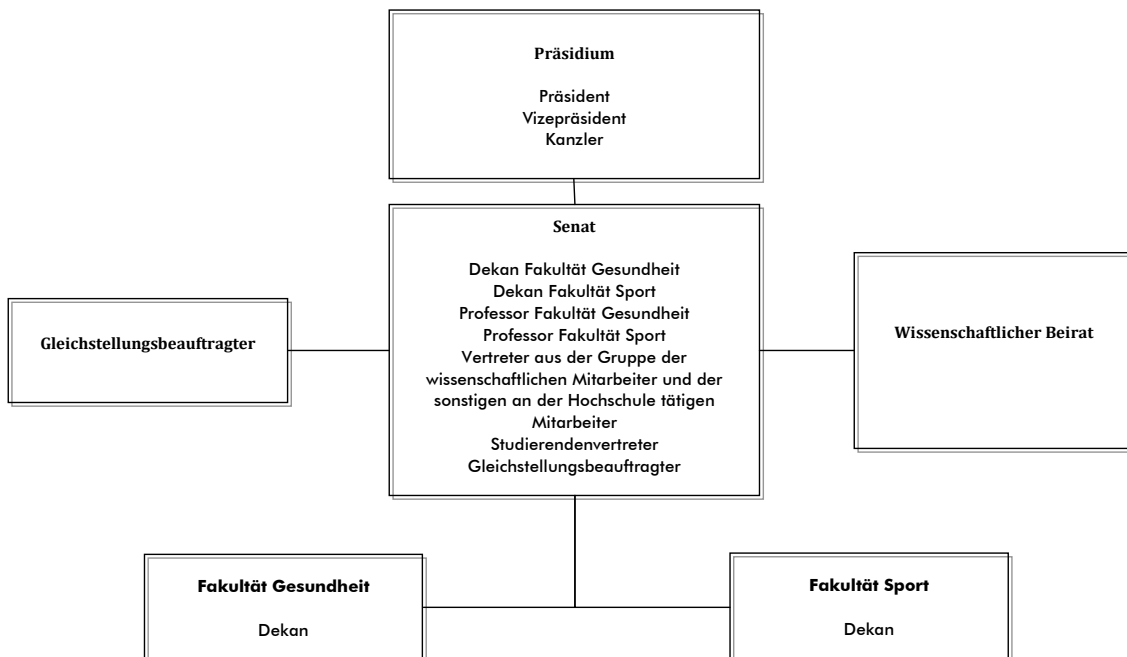 Präsidium
Präsident
Vizepräsident
Kanzler
Senat
Dekan Fakultät Gesundheit
Dekan Fakultät Sport
Professor Fakultät Gesundheit
Professor Fakultät Sport
Vertreter aus der Gruppe der
wissenschaftlichen Mitarbeiter und der
sonstigen an der Hochschule tätigen
Mitarbeiter
Studierendenvertreter
Gleichstellungsbeauftragter
Gleichstellungsbeauftragter
Wissenschaftlicher Beirat
Fakultät Gesundheit
Dekan
Fakultät Sport
Dekan